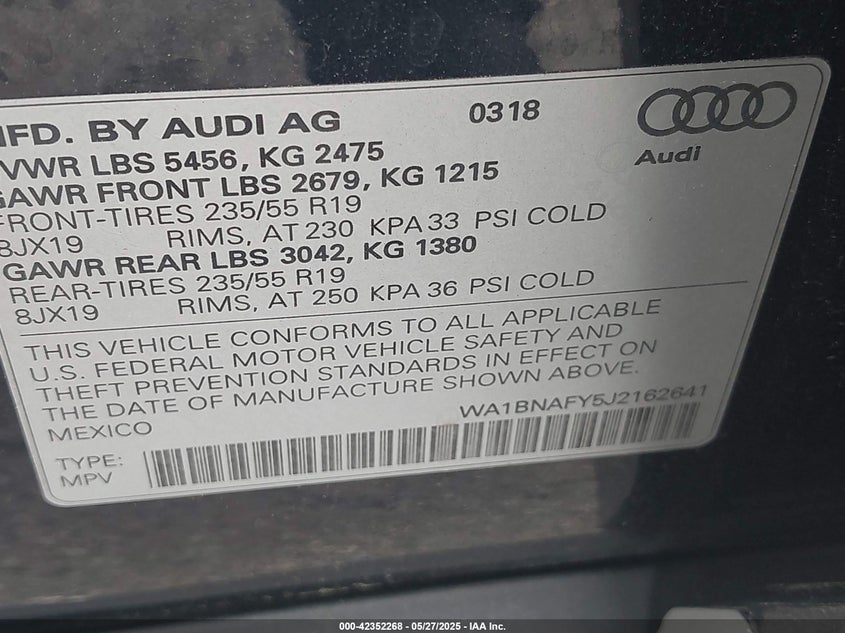 MFD. BY AUDI AG 0318
GVWR LBS 5456, KG 2475
Audi
GAWR FRONT LBS 2679, KG 1215
FRONT-TIRES 235/55 R19
8JX19 RIMS, AT 230 KPA 33 PSI COLD
GAWR REAR LBS 3042, KG 1380
REAR-TIRES 235/55 R19
8JX19 RIMS, AT 250 KPA 36 PSI COLD
THIS VEHICLE CONFORMS TO ALL APPLICABLE
U.S. FEDERAL MOTOR VEHICLE SAFETY AND
THEFT PREVENTION STANDARDS IN EFFECT ON
THE DATE OF MANUFACTURE SHOWN ABOVE.
MEXICO WA1BNAFY5J2162641
TYPE:
MPV
000-42352268 - 05/27/2025 - IAA Inc.